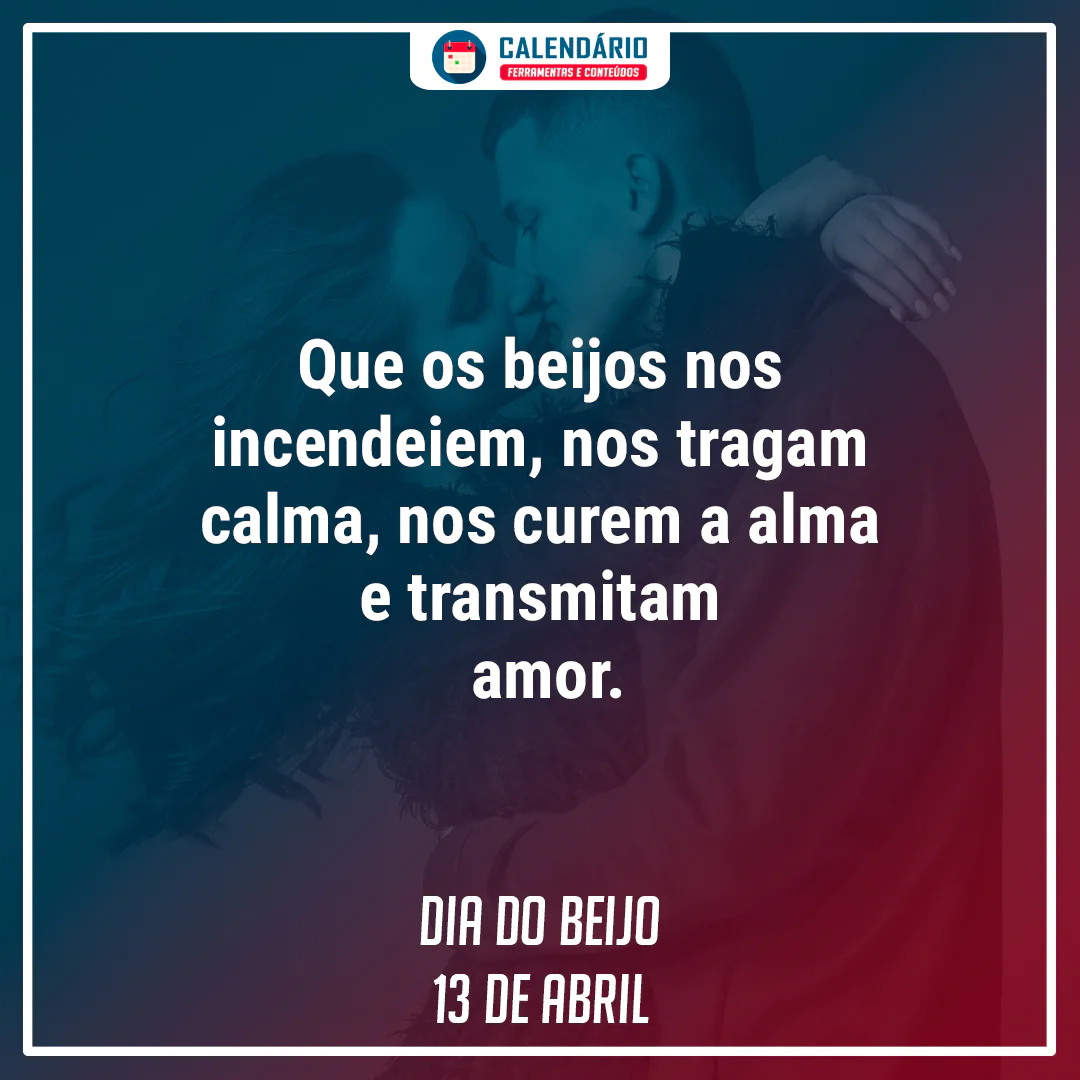 CALENDÁRIO
FERRAMENTAS E CONTEÚDOS
Que os beijos nos
incendeiem, nos tragam
calma, nos curem a alma
e transmitam
amor.
DIA DO BEIJO
13 DE ABRIL